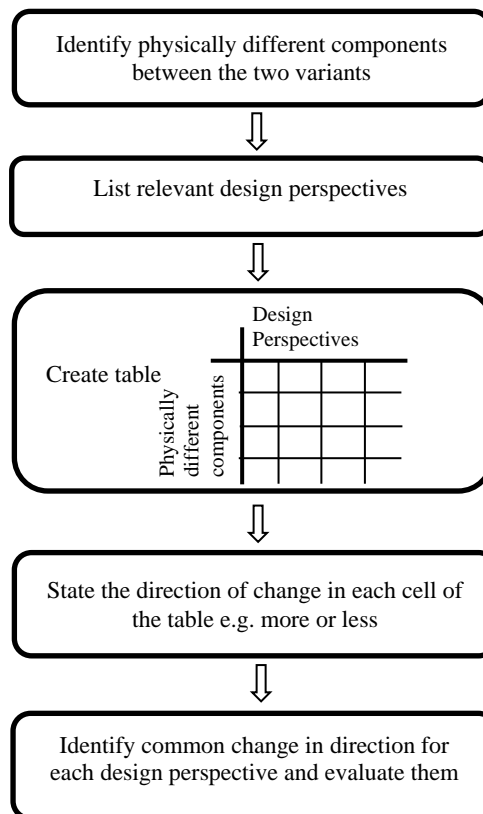 Identify physically different components
between the two variants
List relevant design perspectives
Design
Perspectives
Create table
Physically
different
components
State the direction of change in each cell of
the table e.g. more or less
Identify common change in direction for
each design perspective and evaluate them